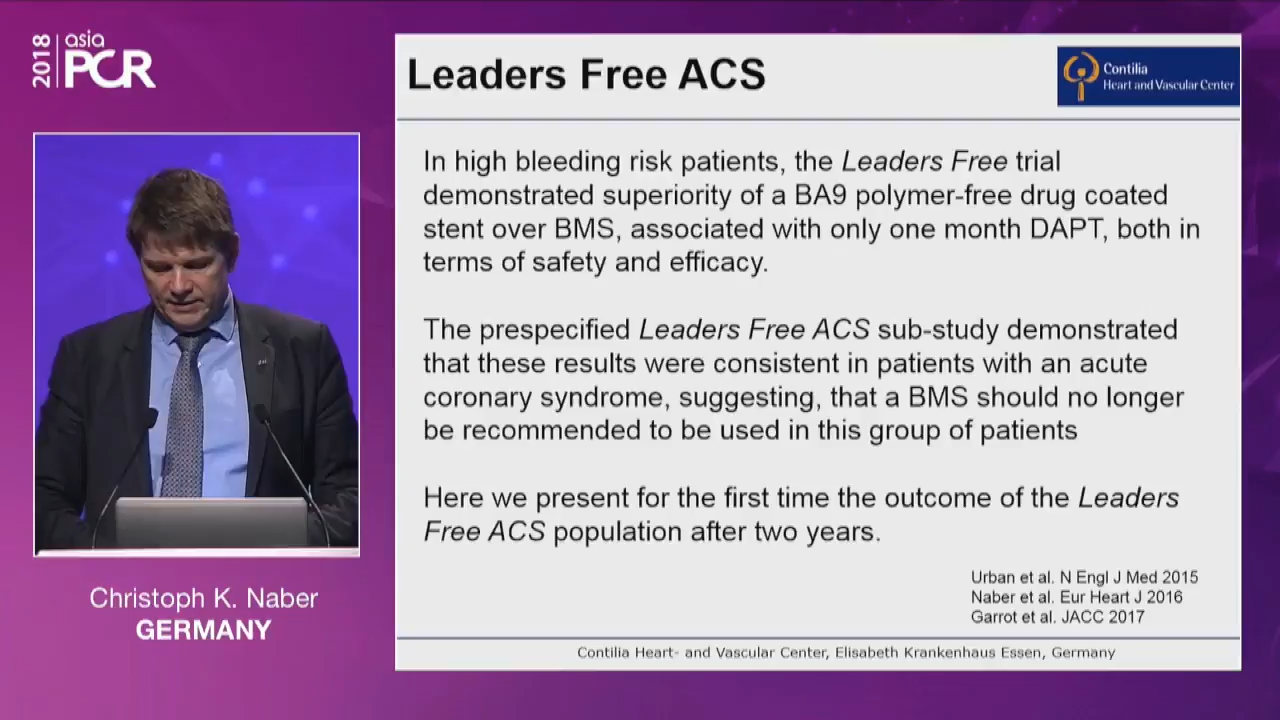 2018
asia
PCR
Leaders Free ACS
Contilia
Heart and Vascular Center
In high bleeding risk patients, the Leaders Free trial
demonstrated superiority of a BA9 polymer-free drug coated
stent over BMS, associated with only one month DAPT, both in
terms of safety and efficacy.
The prespecified Leaders Free ACS sub-study demonstrated
that these results were consistent in patients with an acute
coronary syndrome, suggesting, that a BMS should no longer
be recommended to be used in this group of patients
Here we present for the first time the outcome of the Leaders
Free ACS population after two years.
Urban et al. N Engl J Med 2015
Naber et al. Eur Heart J 2016
Garrot et al. JACC 2017
Contilia Heart- and Vascular Center, Elisabeth Krankenhaus Essen, Germany
Christoph K. Naber
GERMANY